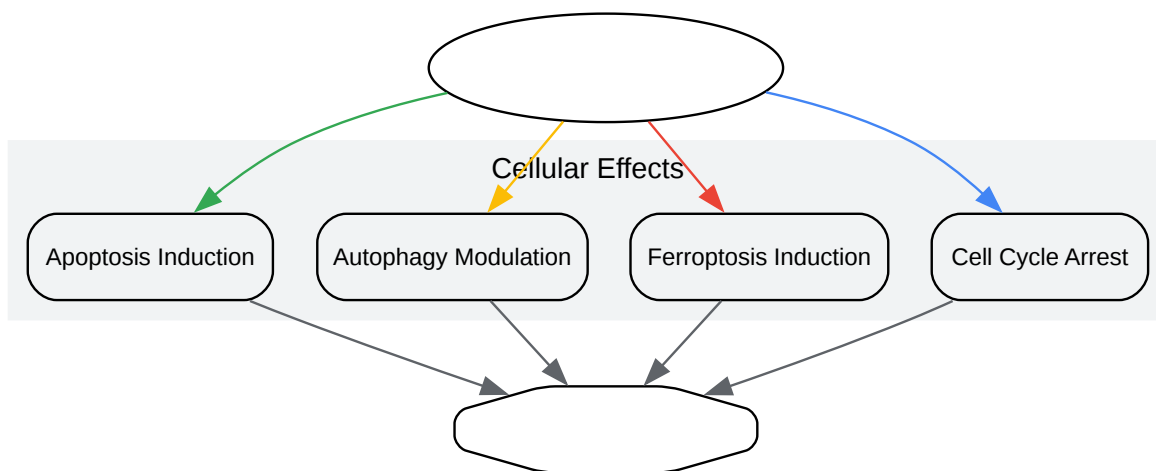 Cellular Effects
Apoptosis Induction
Autophagy Modulation
Ferroptosis Induction
Cell Cycle Arrest